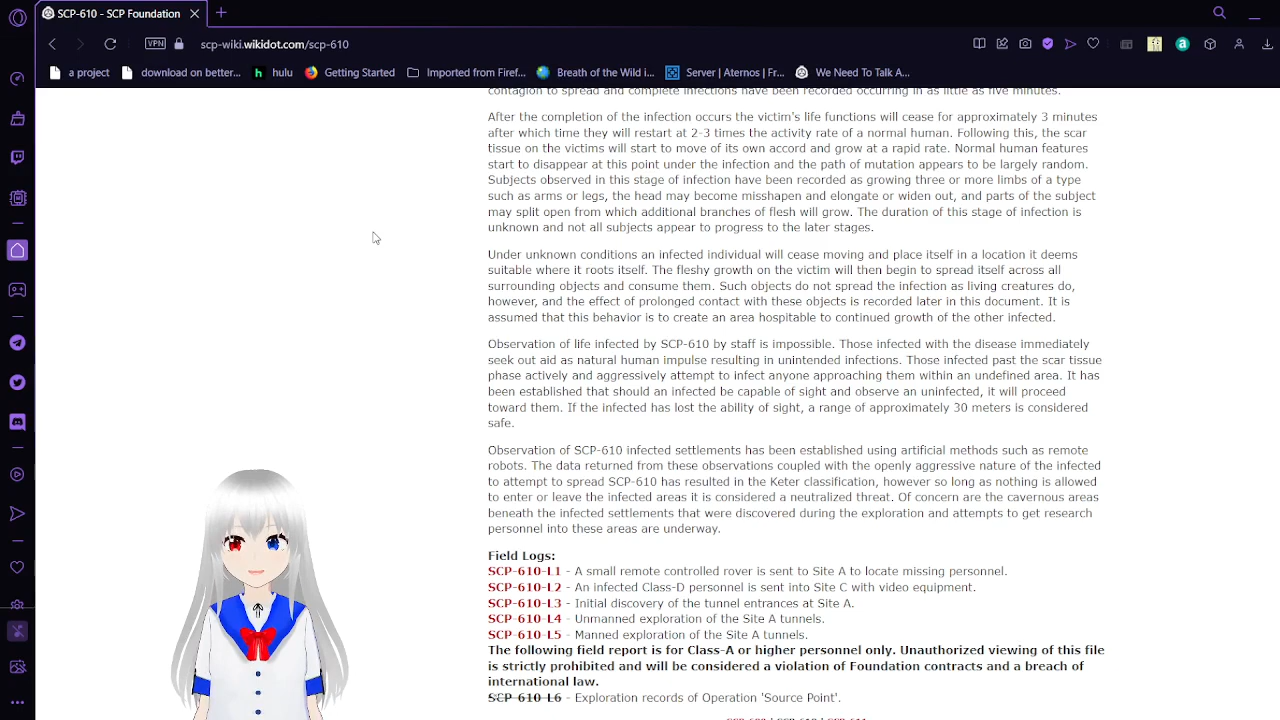 SCP-610 - SCP Foundation
VPN
scp-wiki.wikidot.com/scp-610
a project
download on better...
hulu
Getting Started
Imported from Firef...
Breath of the Wild i...
Server | Aternos | Fr...
We Need To Talk A...
contagion to spread and complete infections have been recorded occurring in as little as five minutes.
After the completion of the infection occurs the victim's life functions will cease for approximately 3 minutes
after which time they will restart at 2-3 times the activity rate of a normal human. Following this, the scar
tissue on the victims will start to move of its own accord and grow at a rapid rate. Normal human features
start to disappear at this point under the infection and the path of mutation appears to be largely random.
Subjects observed in this stage of infection have been recorded as growing three or more limbs of a type
such as arms or legs, the head may become misshapen and elongate or widen out, and parts of the subject
may split open from which additional branches of flesh will grow. The duration of this stage of infection is
unknown and not all subjects appear to progress to the later stages.
Under unknown conditions an infected individual will cease moving and place itself in a location it deems
suitable where it roots itself. The fleshy growth on the victim will then begin to spread itself across all
surrounding objects and consume them. Such objects do not spread the infection as living creatures do,
however, and the effect of prolonged contact with these objects is recorded later in this document. It is
assumed that this behavior is to create an area hospitable to continued growth of the other infected.
Observation of life infected by SCP-610 by staff is impossible. Those infected with the disease immediately
seek out aid as natural human impulse resulting in unintended infections. Those infected past the scar tissue
phase actively and aggressively attempt to infect anyone approaching them within an undefined area. It has
been established that should an infected be capable of sight and observe an uninfected, it will proceed
toward them. If the infected has lost the ability of sight, a range of approximately 30 meters is considered
safe.
Observation of SCP-610 infected settlements has been established using artificial methods such as remote
robots. The data returned from these observations coupled with the openly aggressive nature of the infected
to attempt to spread SCP-610 has resulted in the Keter classification, however so long as nothing is allowed
to enter or leave the infected areas it is considered a neutralized threat. Of concern are the cavernous areas
beneath the infected settlements that were discovered during the exploration and attempts to get research
personnel into these areas are underway.
Field Logs:
SCP-610-L1 - A small remote controlled rover is sent to Site A to locate missing personnel.
SCP-610-L2 - An infected Class-D personnel is sent into Site C with video equipment.
SCP-610-L3 - Initial discovery of the tunnel entrances at Site A.
SCP-610-L4 - Unmanned exploration of the Site A tunnels.
SCP-610-L5 - Manned exploration of the Site A tunnels.
The following field report is for Class-A or higher personnel only. Unauthorized viewing of this file
is strictly prohibited and will be considered a violation of Foundation contracts and a breach of
international law.
SCP-610-L6 - Exploration records of Operation 'Source Point'.